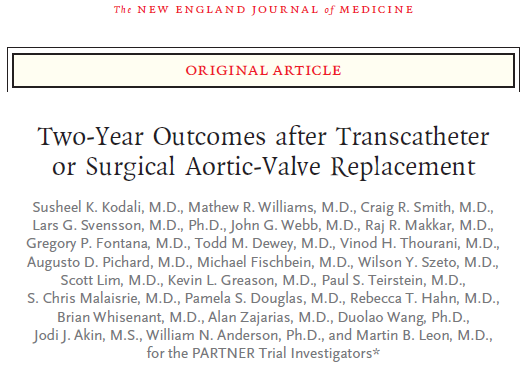 The NEW ENGLAND JOURNAL of MEDICINE
ORIGINAL ARTICLE
Two-Year Outcomes after Transcatheter
or Surgical Aortic-Valve Replacement
Susheel K. Kodali, M.D., Mathew R. Williams, M.D., Craig R. Smith, M.D.,
Lars G. Svensson, M.D., Ph.D., John G. Webb, M.D., Raj R. Makkar, M.D.,
Gregory P. Fontana, M.D., Todd M. Dewey, M.D., Vinod H. Thourani, M.D.,
Augusto D. Pichard, M.D., Michael Fischbein, M.D., Wilson Y. Szeto, M.D.,
Scott Lim, M.D., Kevin L. Greason, M.D., Paul S. Teirstein, M.D.,
S. Chris Malaisrie, M.D., Pamela S. Douglas, M.D., Rebecca T. Hahn, M.D.,
Brian Whisenant, M.D., Alan Zajarias, M.D., Duolao Wang, Ph.D.,
Jodi J. Akin, M.S., William N. Anderson, Ph.D., and Martin B. Leon, M.D.,
for the PARTNER Trial Investigators*